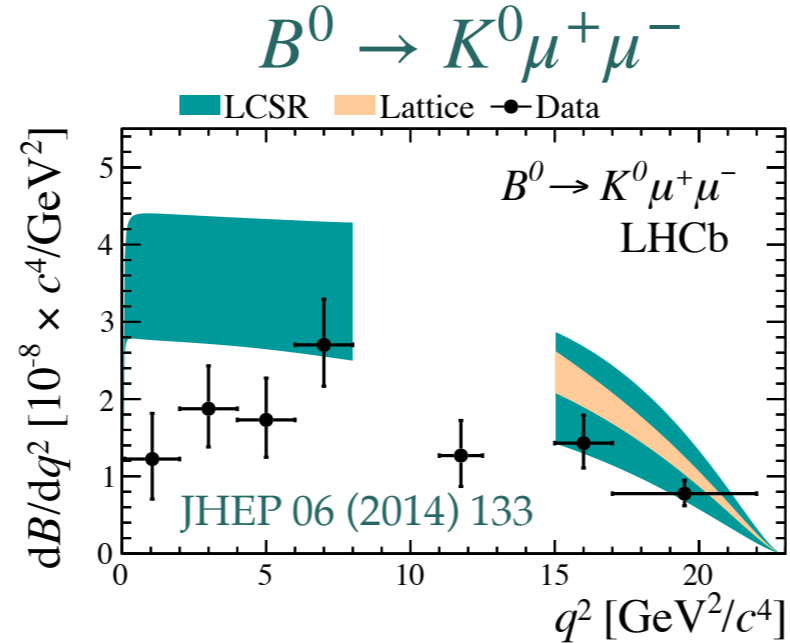 B⁰ → K⁰μ⁺μ⁻
LCSR Lattice Data
B⁰ → K⁰μ⁺μ⁻
LHCb
dB/dq² [10⁻⁸ × c⁴/GeV²]
5
4
3
2
1
0
JHEP 06 (2014) 133
0 5 10 15 20
q² [GeV²/c⁴]